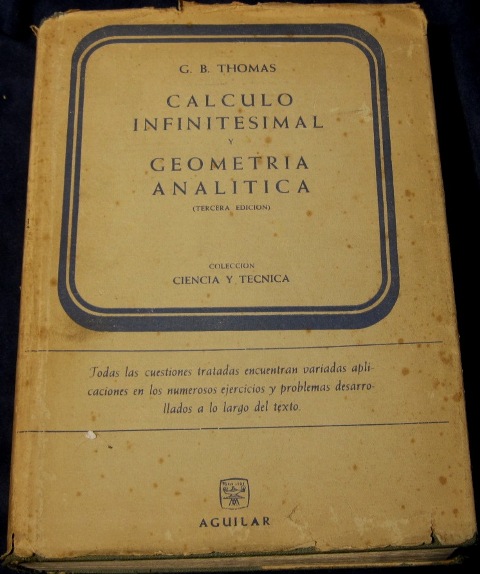 G. B. THOMAS
CALCULO
INFINITESIMAL
Y
GEOMETRIA
ANALITICA
(TERCERA EDICION)
COLECCION
CIENCIA Y TECNICA
Todas las cuestiones tratadas encuentran variadas apli-
caciones en los numerosos ejercicios y problemas desarro-
llados a lo largo del texto.
AGUILAR